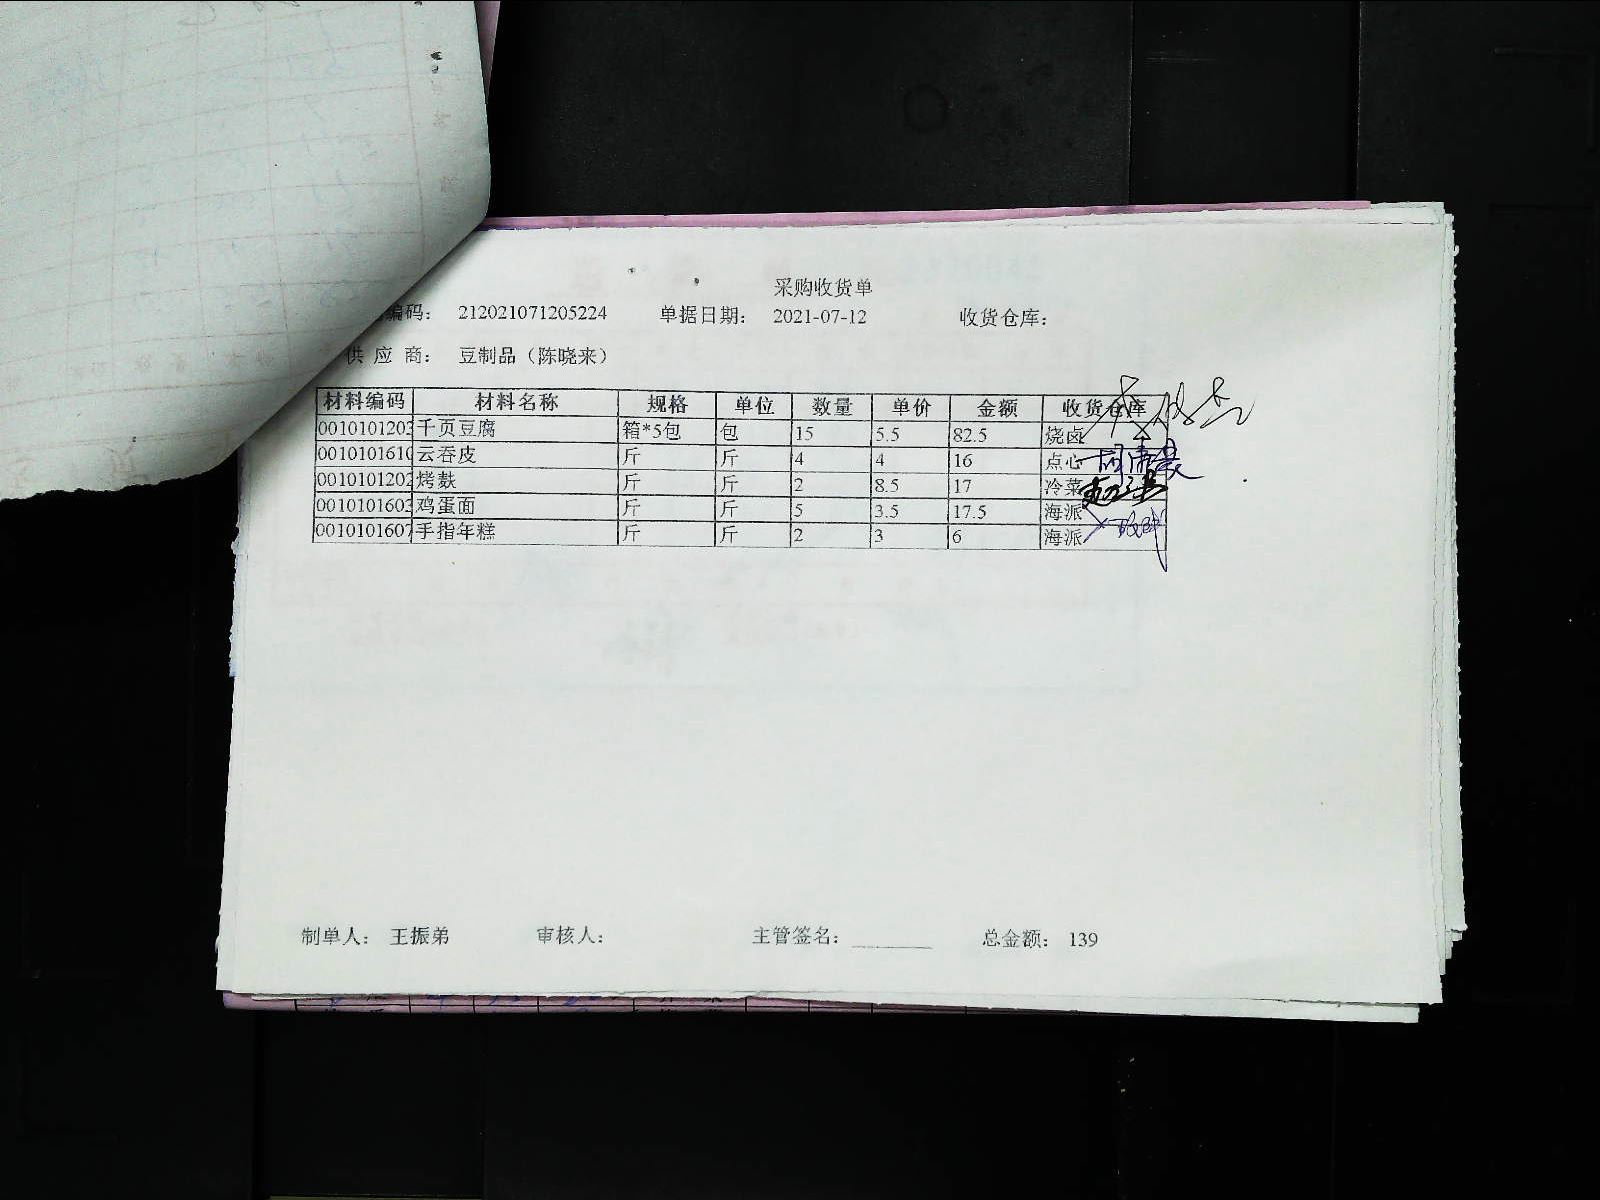 采购收货单
编码： 212021071205224 单据日期： 2021-07-12 收货仓库：
供 应 商： 豆制品（陈晓来）
材料编码 材料名称 规格 单位 数量 单价 金额 收货仓库
0010101203 千页豆腐 箱*5包 包 15 5.5 82.5 烧卤
0010101610 云吞皮 斤 斤 4 4 16 点心
0010101202 烤麸 斤 斤 2 8.5 17 冷菜
0010101603 鸡蛋面 斤 斤 5 3.5 17.5 海派
0010101607 手指年糕 斤 斤 2 3 6 海派
制单人： 王振弟 审核人： 主管签名： 总金额： 139